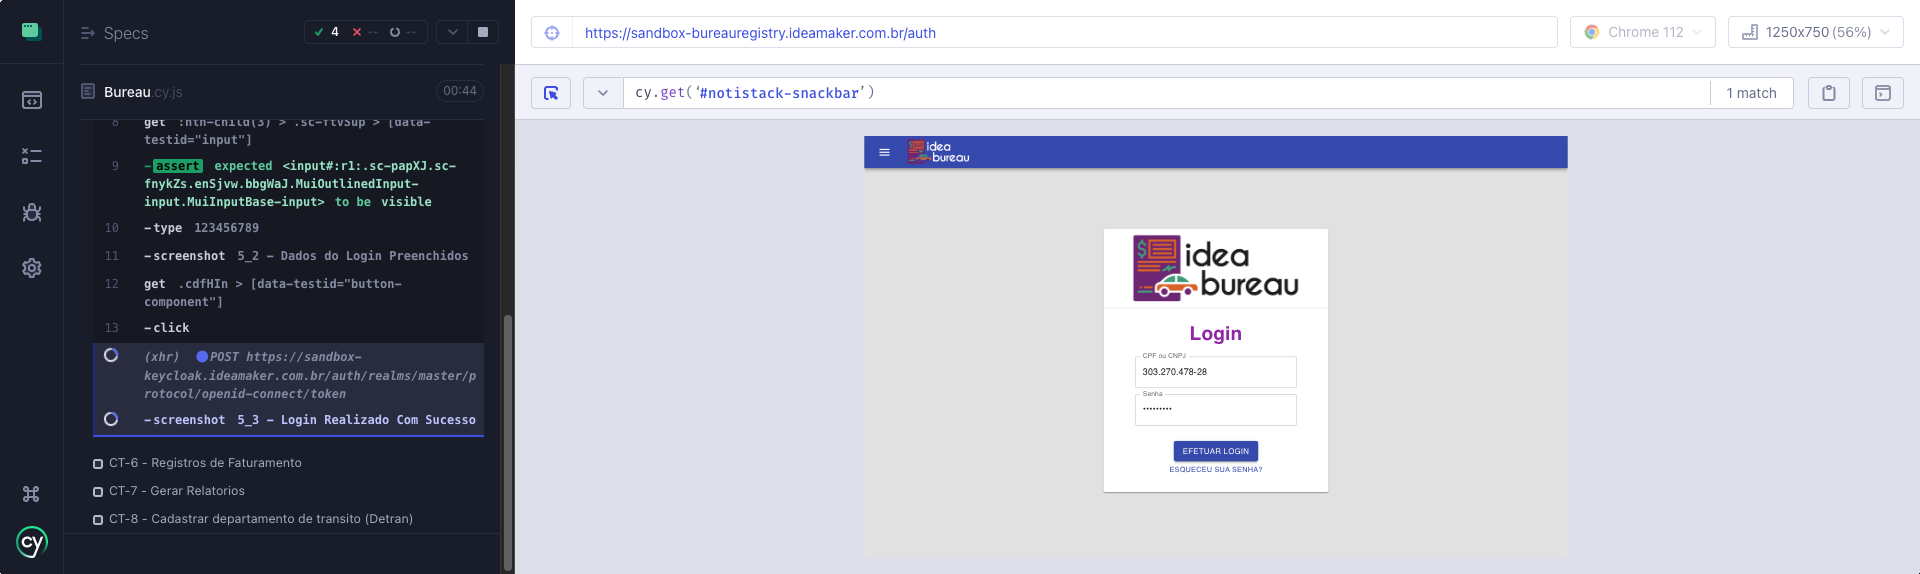 Specs
4
--
--
https://sandbox-bureauregistry.ideamaker.com.br/auth
Chrome 112
1250x750 (56%)
Bureau.cy.js
00:44
cy.get('#notistack-snackbar')
1 match
8 get :nth-child(3) > .sc-ftvSup > [data-
testid="input"]
9 -assert expected <input#:r1:.sc-papXJ.sc-
fnykZs.enSjvw.bbgWaJ.MuiOutlinedInput-
input.MuiInputBase-input> to be visible
10 -type 123456789
11 -screenshot 5_2 - Dados do Login Preenchidos
12 get .cdfHIn > [data-testid="button-
component"]
13 -click
(xhr) POST https://sandbox-
keycloak.ideamaker.com.br/auth/realms/master/p
rotocol/openid-connect/token
-screenshot 5_3 - Login Realizado Com Sucesso
CT-6 - Registros de Faturamento
CT-7 - Gerar Relatorios
CT-8 - Cadastrar departamento de transito (Detran)
cy
idea
bureau
idea
bureau
Login
CPF ou CNPJ
303.270.478-28
Senha
•••••••••
EFETUAR LOGIN
ESQUECEU SUA SENHA?